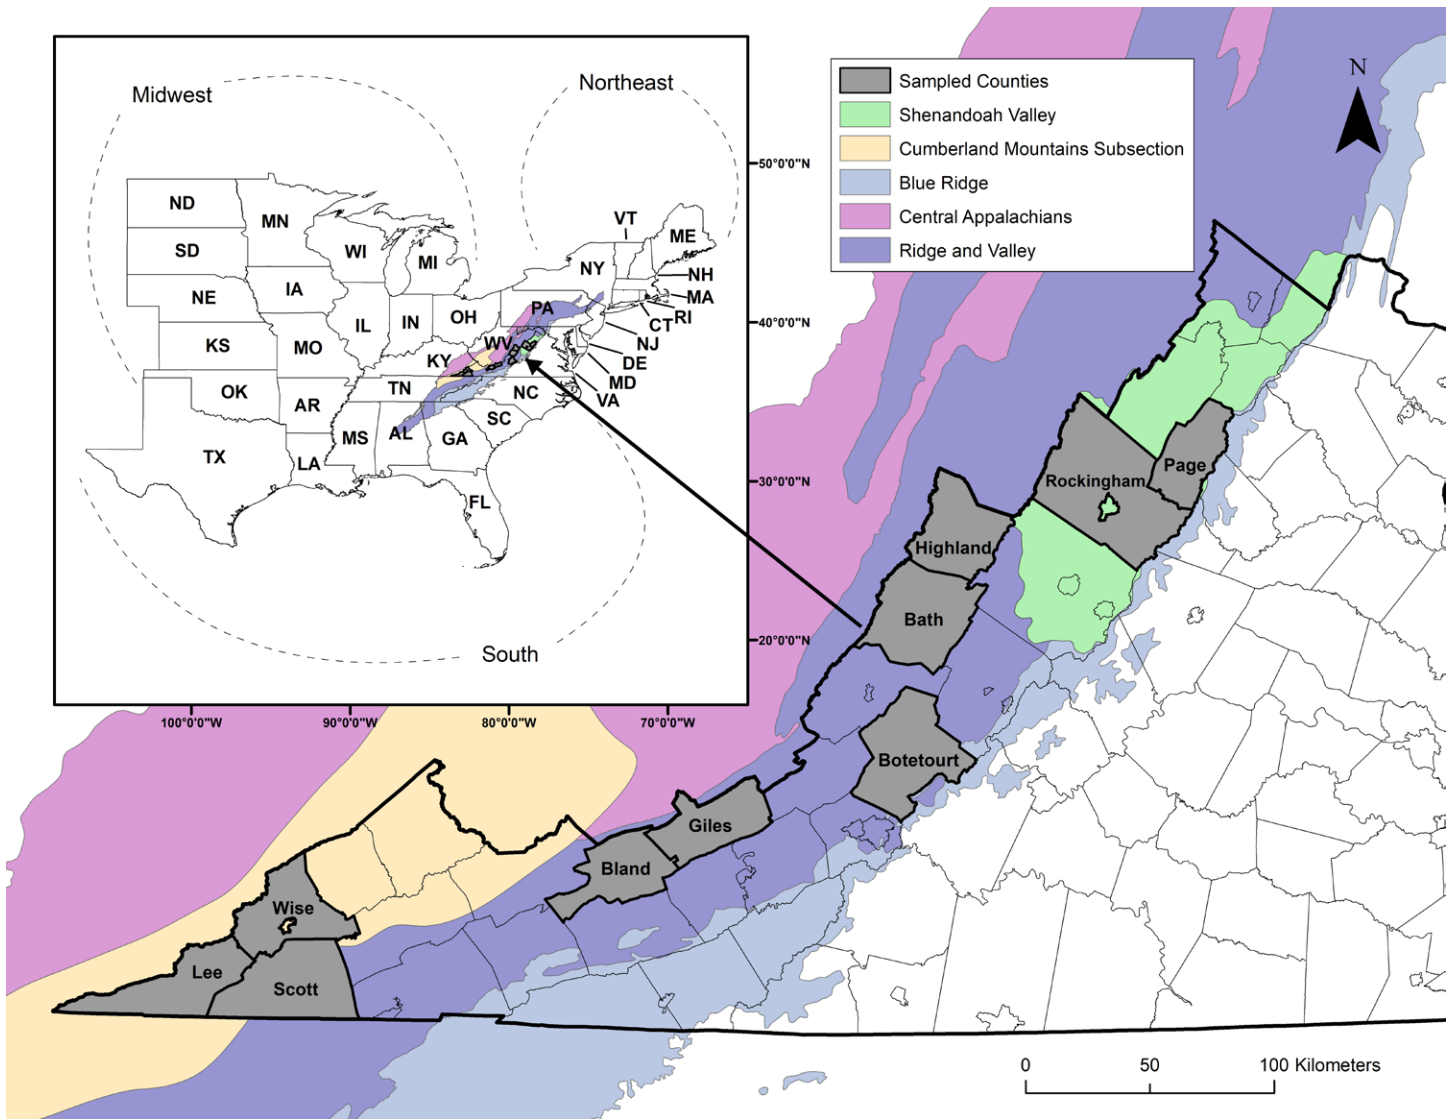 Midwest
Northeast
South
ND
SD
NE
KS
OK
TX
MN
IA
MO
AR
LA
WI
IL
MI
IN
OH
KY
TN
MS
AL
GA
FL
SC
NC
WV
PA
NY
VT
ME
NH
MA
RI
CT
NJ
DE
MD
VA
50°0'0"N
40°0'0"N
30°0'0"N
20°0'0"N
100°0'0"W
90°0'0"W
80°0'0"W
70°0'0"W
Sampled Counties
Shenandoah Valley
Cumberland Mountains Subsection
Blue Ridge
Central Appalachians
Ridge and Valley
N
Page
Rockingham
Highland
Bath
Botetourt
Giles
Bland
Wise
Lee
Scott
0 50 100 Kilometers